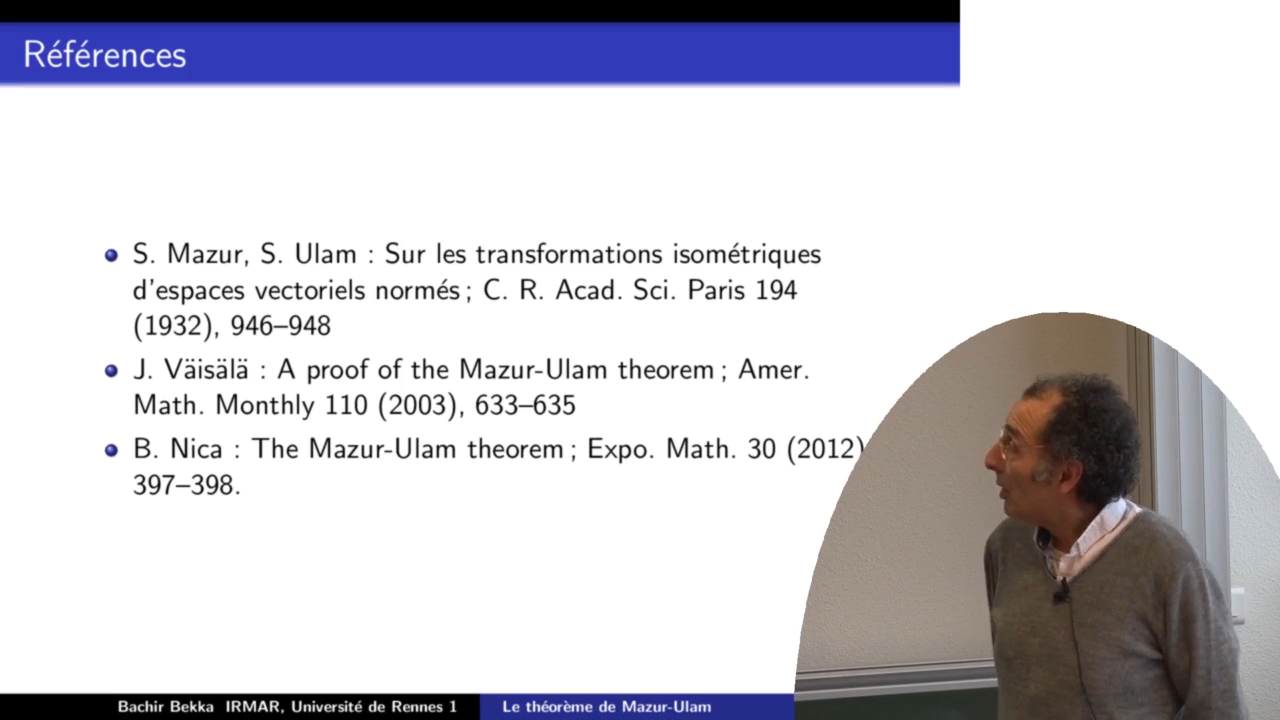 Références
S. Mazur, S. Ulam : Sur les transformations isométriques
d'espaces vectoriels normés ; C. R. Acad. Sci. Paris 194
(1932), 946–948
J. Väisälä : A proof of the Mazur-Ulam theorem ; Amer.
Math. Monthly 110 (2003), 633–635
B. Nica : The Mazur-Ulam theorem ; Expo. Math. 30 (2012)
397–398.
Bachir Bekka IRMAR, Université de Rennes 1
Le théorème de Mazur-Ulam